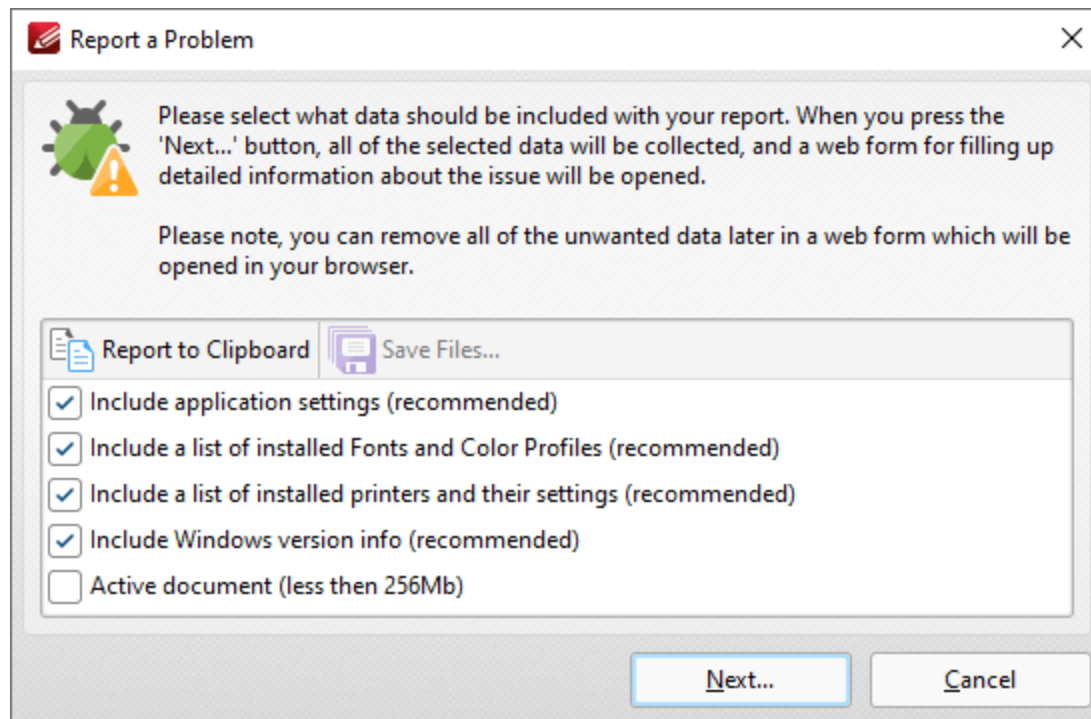 Report a Problem
Please select what data should be included with your report. When you press the
'Next...' button, all of the selected data will be collected, and a web form for filling up
detailed information about the issue will be opened.
Please note, you can remove all of the unwanted data later in a web form which will be
opened in your browser.
Report to Clipboard
Save Files...
Include application settings (recommended)
Include a list of installed Fonts and Color Profiles (recommended)
Include a list of installed printers and their settings (recommended)
Include Windows version info (recommended)
Active document (less then 256Mb)
Next...
Cancel